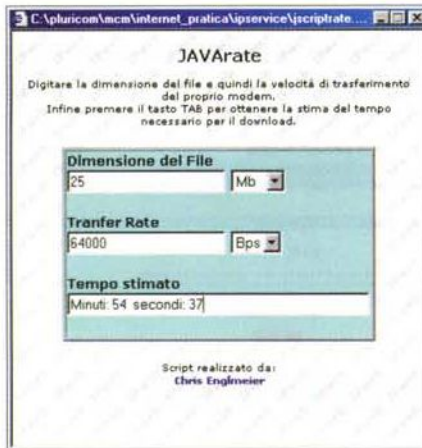 C:\pluricom\mcm\internet_pratica\ipservice\jscriptrate....
JAVArate
Digitare la dimensione del file e quindi la velocità di trasferimento
del proprio modem.
Infine premere il tasto TAB per ottenere la stima del tempo
necessario per il download.
Dimensione del File
25 Mb
Tranfer Rate
64000 Bps
Tempo stimato
Minuti: 54 secondi: 37
Script realizzato da:
Chris Englmeier